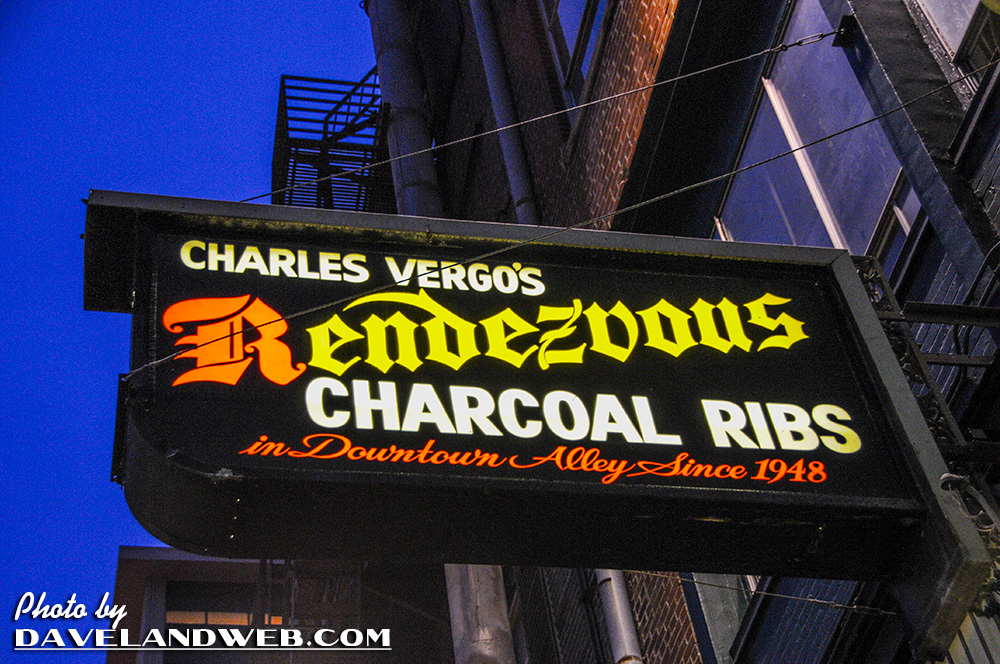 CHARLES VERGO'S
Rendezvous
CHARCOAL RIBS
in Downtown Alley Since 1948
Photo by
DAVELANDWEB.COM